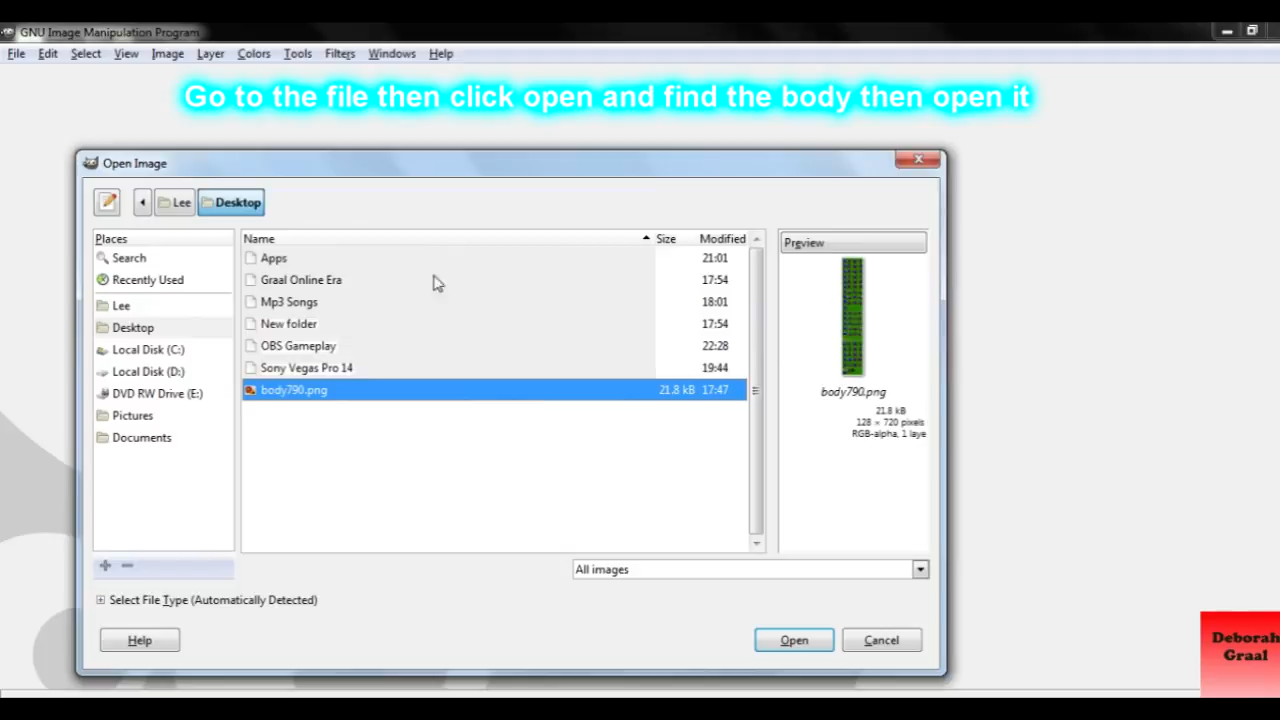 GNU Image Manipulation Program
File Edit Select View Image Layer Colors Tools Filters Windows Help
Go to the file then click open and find the body then open it
Open Image
Lee Desktop
Places Name Size Modified Preview
Search Apps 21:01
Recently Used Graal Online Era 17:54
Lee Mp3 Songs 18:01
Desktop New folder 17:54
Local Disk (C:) OBS Gameplay 22:28
Local Disk (D:) Sony Vegas Pro 14 19:44
DVD RW Drive (E:) body790.png 21.8 kB 17:47 body790.png
Pictures 21.8 kB
128 × 720 pixels
Documents RGB-alpha, 1 laye
All images
Select File Type (Automatically Detected)
Help Open Cancel
Deborah
Graal